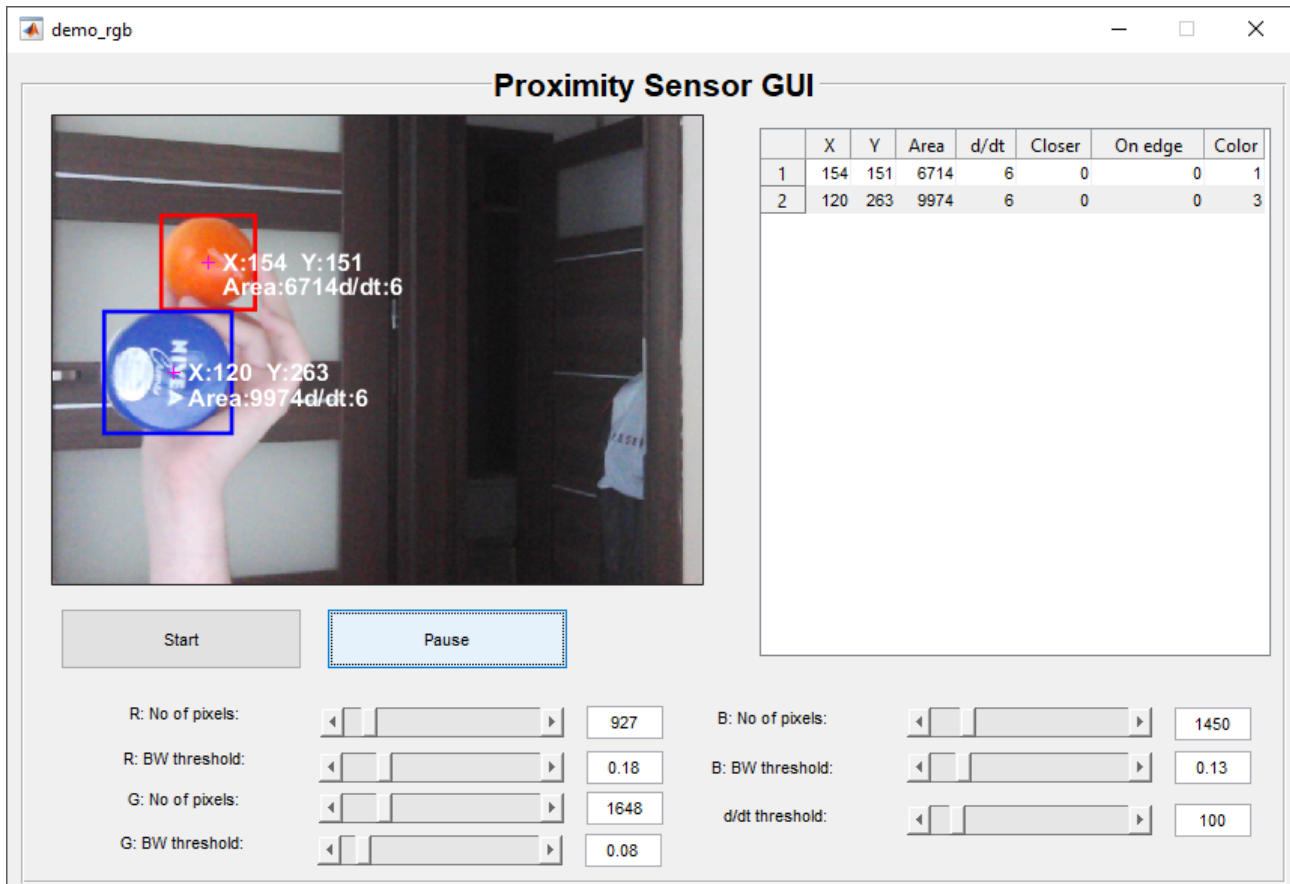 demo_rgb
Proximity Sensor GUI
X:154 Y:151
Area:6714d/dt:6
NIVEA
Creme
X:120 Y:263
Area:9974d/dt:6
X Y Area d/dt Closer On edge Color
1 154 151 6714 6 0 0 1
2 120 263 9974 6 0 0 3
Start
Pause
R: No of pixels: 927
R: BW threshold: 0.18
G: No of pixels: 1648
G: BW threshold: 0.08
B: No of pixels: 1450
B: BW threshold: 0.13
d/dt threshold: 100